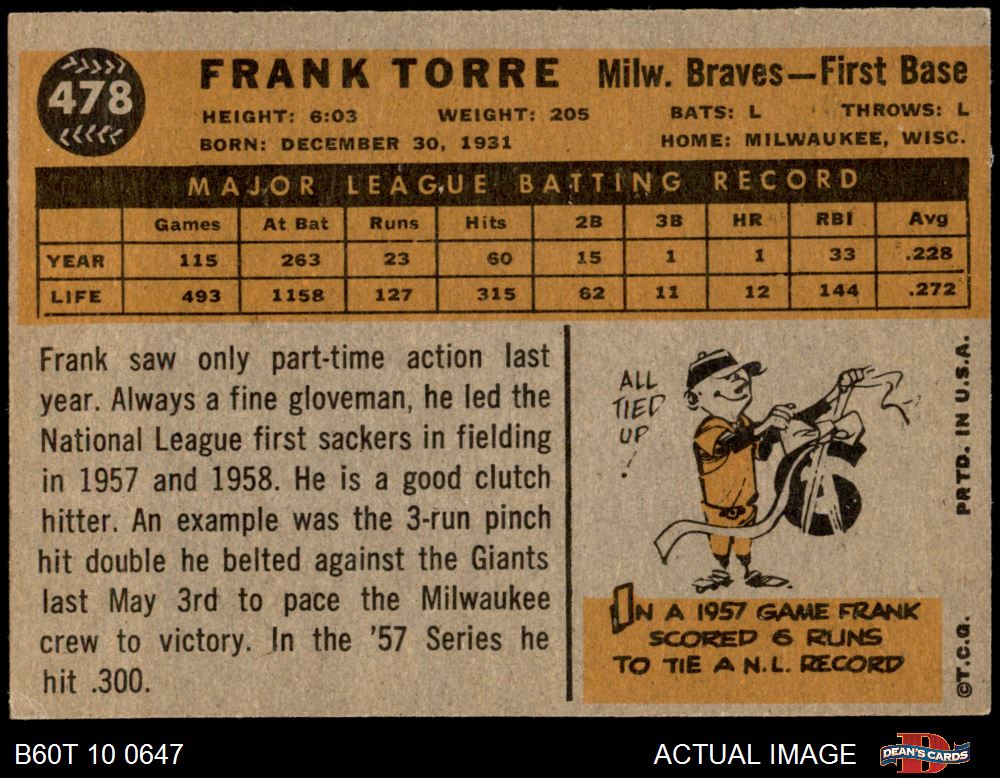 478
FRANK TORRE Milw. Braves—First Base
HEIGHT: 6:03 WEIGHT: 205 BATS: L THROWS: L
BORN: DECEMBER 30, 1931 HOME: MILWAUKEE, WISC.
MAJOR LEAGUE BATTING RECORD
Games At Bat Runs Hits 2B 3B HR RBI Avg
YEAR 115 263 23 60 15 1 1 33 .228
LIFE 493 1158 127 315 62 11 12 144 .272
Frank saw only part-time action last
year. Always a fine gloveman, he led the
National League first sackers in fielding
in 1957 and 1958. He is a good clutch
hitter. An example was the 3-run pinch
hit double he belted against the Giants
last May 3rd to pace the Milwaukee
crew to victory. In the '57 Series he
hit .300.
ALL
TIED
UP!
6
IN A 1957 GAME FRANK
SCORED 6 RUNS
TO TIE A N.L. RECORD
©T.C.G. PRTD. IN U.S.A.
B60T 10 0647 ACTUAL IMAGE
D
DEAN'S CARDS